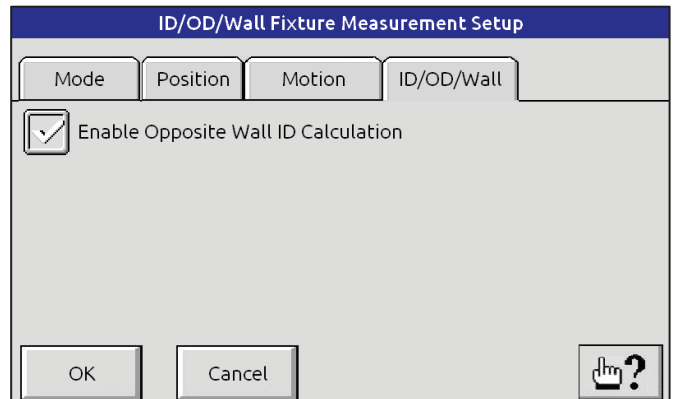 ID/OD/Wall Fixture Measurement Setup
Mode Position Motion ID/OD/Wall
Enable Opposite Wall ID Calculation
OK Cancel ?